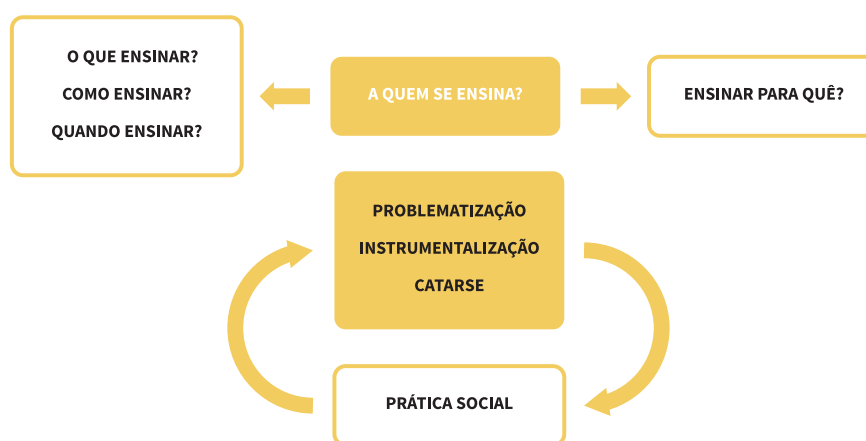 O QUE ENSINAR?
COMO ENSINAR?
QUANDO ENSINAR?
A QUEM SE ENSINA?
ENSINAR PARA QUÊ?
PROBLEMATIZAÇÃO
INSTRUMENTALIZAÇÃO
CATARSE
PRÁTICA SOCIAL